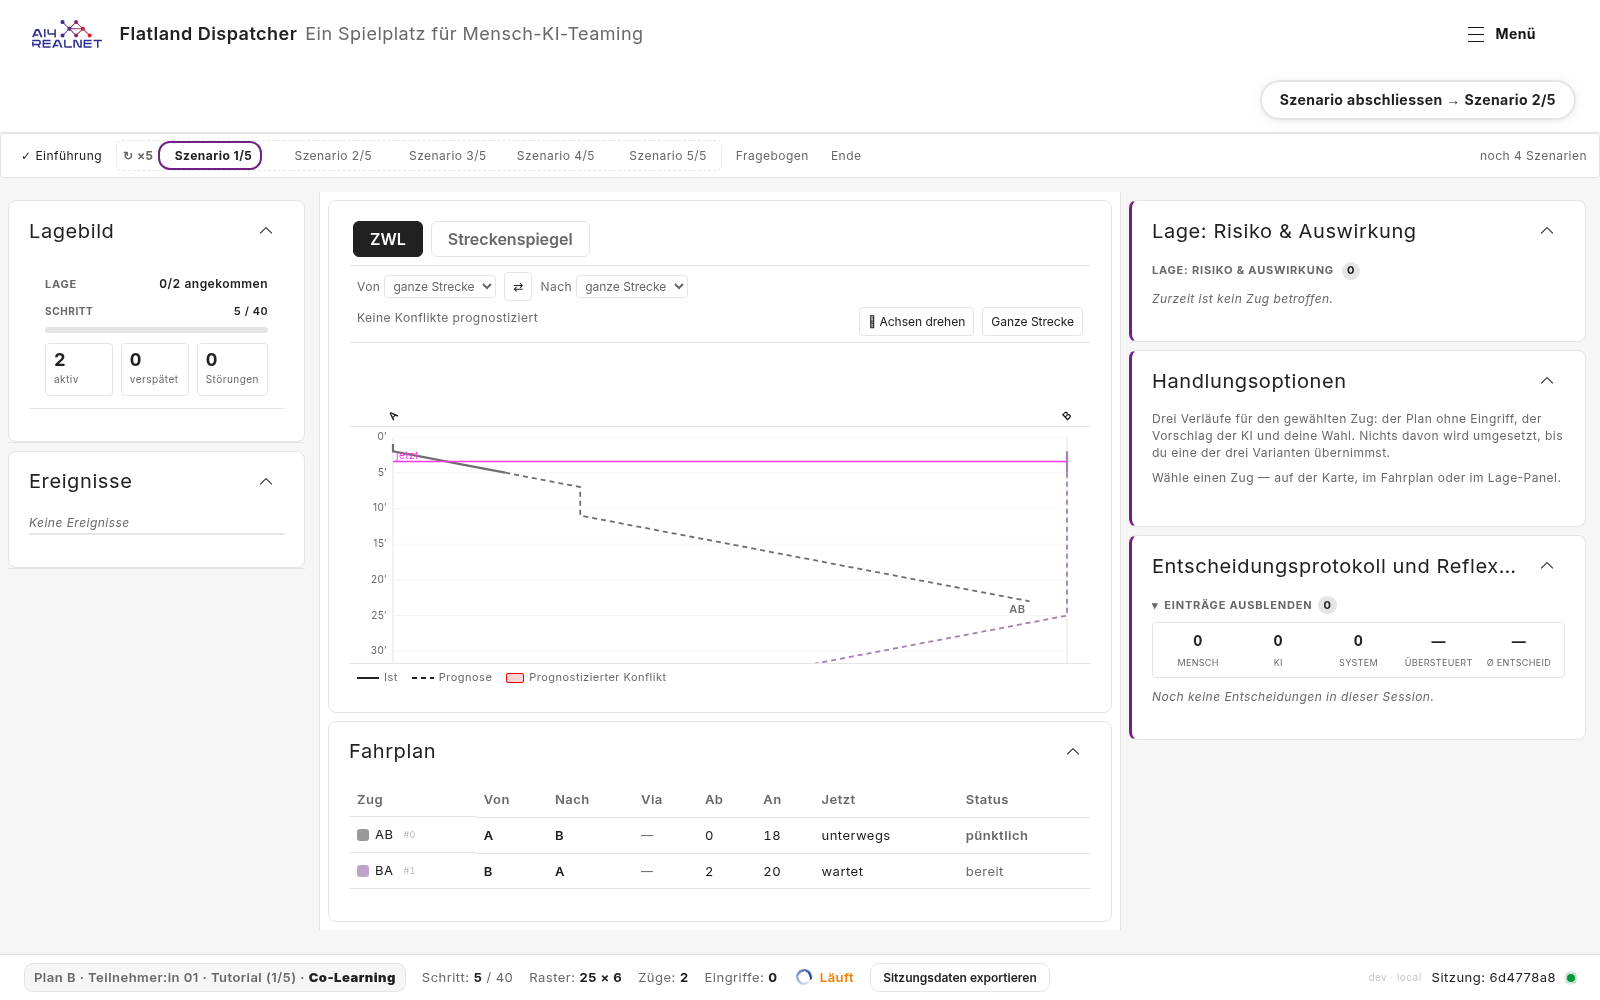 AI4
REALNET
Flatland Dispatcher Ein Spielplatz für Mensch-KI-Teaming
Menü
Szenario abschliessen → Szenario 2/5
✓ Einführung
↻ ×5
Szenario 1/5
Szenario 2/5
Szenario 3/5
Szenario 4/5
Szenario 5/5
Fragebogen
Ende
noch 4 Szenarien
Lagebild
LAGE 0/2 angekommen
SCHRITT 5 / 40
2 aktiv
0 verspätet
0 Störungen
Ereignisse
Keine Ereignisse
ZWL
Streckenspiegel
Von ganze Strecke ⇄ Nach ganze Strecke
Keine Konflikte prognostiziert
Achsen drehen
Ganze Strecke
A
B
0'
jetzt
5'
10'
15'
20'
25'
30'
AB
Ist
Prognose
Prognostizierter Konflikt
Fahrplan
Zug Von Nach Via Ab An Jetzt Status
AB #0 A B — 0 18 unterwegs pünktlich
BA #1 B A — 2 20 wartet bereit
Lage: Risiko & Auswirkung
LAGE: RISIKO & AUSWIRKUNG 0
Zurzeit ist kein Zug betroffen.
Handlungsoptionen
Drei Verläufe für den gewählten Zug: der Plan ohne Eingriff, der
Vorschlag der KI und deine Wahl. Nichts davon wird umgesetzt, bis
du eine der drei Varianten übernimmst.
Wähle einen Zug — auf der Karte, im Fahrplan oder im Lage-Panel.
Entscheidungsprotokoll und Reflex...
▾ EINTRÄGE AUSBLENDEN 0
0 0 0 — —
MENSCH KI SYSTEM ÜBERSTEUERT Ø ENTSCHEID
Noch keine Entscheidungen in dieser Session.
Plan B · Teilnehmer:in 01 · Tutorial (1/5) · Co-Learning
Schritt: 5 / 40
Raster: 25 × 6
Züge: 2
Eingriffe: 0
Läuft
Sitzungsdaten exportieren
dev · local
Sitzung: 6d4778a8